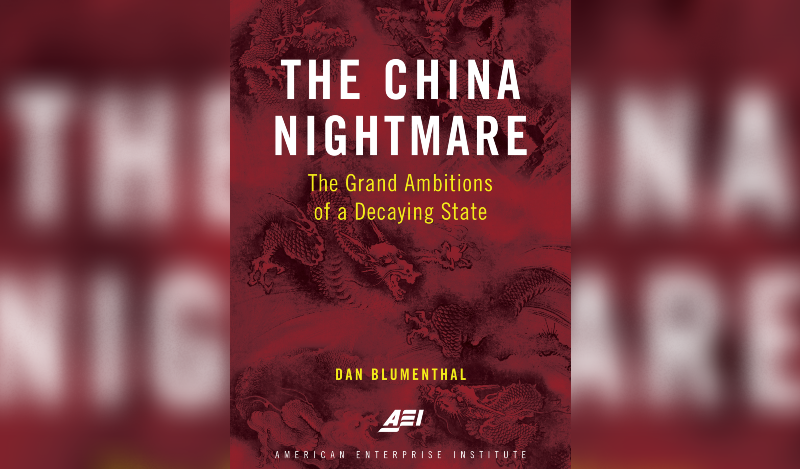 THE CHINA
NIGHTMARE
The Grand Ambitions
of a Decaying State
DAN BLUMENTHAL
AEI
AMERICAN ENTERPRISE INSTITUTE